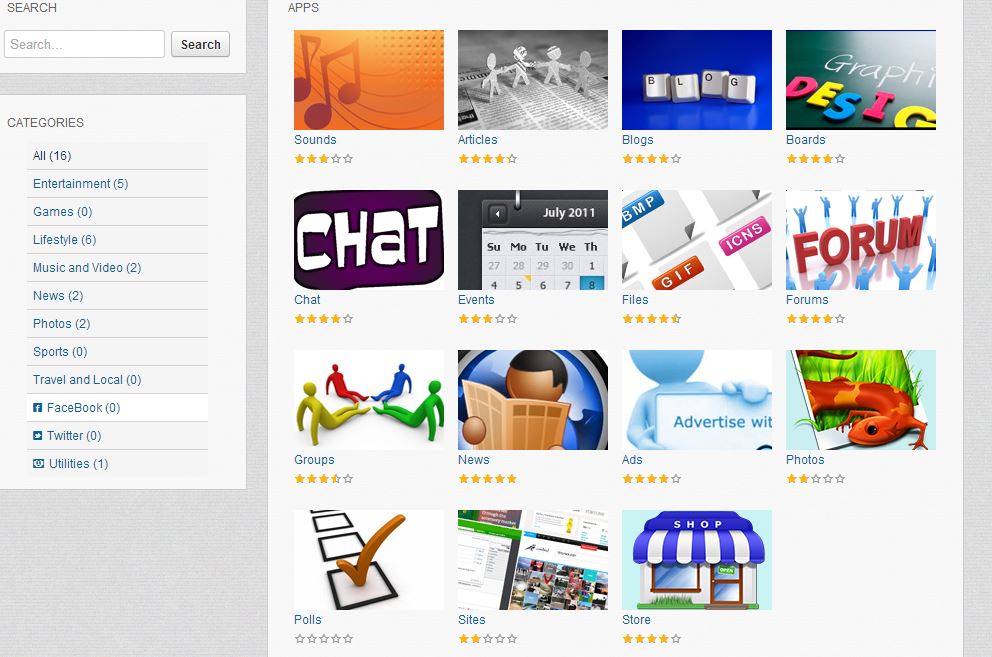 SEARCH
Search...
Search
CATEGORIES
All (16)
Entertainment (5)
Games (0)
Lifestyle (6)
Music and Video (2)
News (2)
Photos (2)
Sports (0)
Travel and Local (0)
FaceBook (0)
Twitter (0)
Utilities (1)
APPS
BLOG
Graphi
DESIG
Sounds
Articles
Blogs
Boards
CHaT
July 2011
Su Mo Tu We Th
27 28 29 30 1
4 5 6 7 8
BMP
ICNS
GIF
FORUM
Chat
Events
Files
Forums
Advertise wit
Groups
News
Ads
Photos
SHOP
OPEN
Polls
Sites
Store